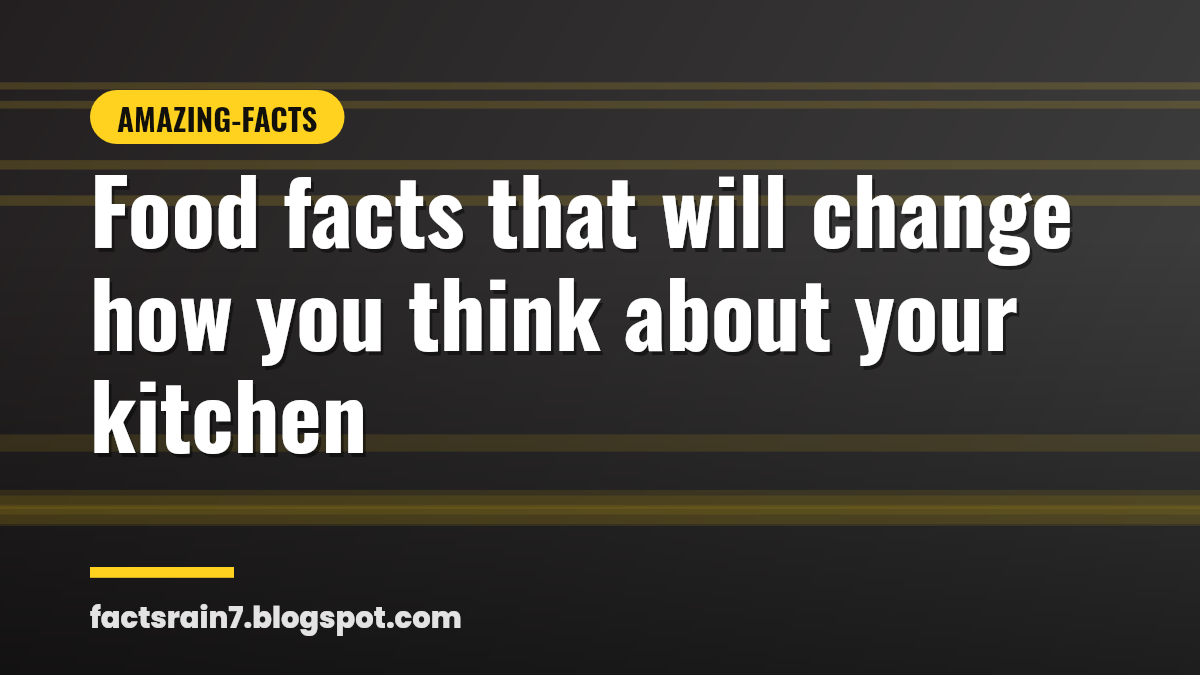 AMAZING-FACTS
Food facts that will change
how you think about your
kitchen
factsrain7.blogspot.com